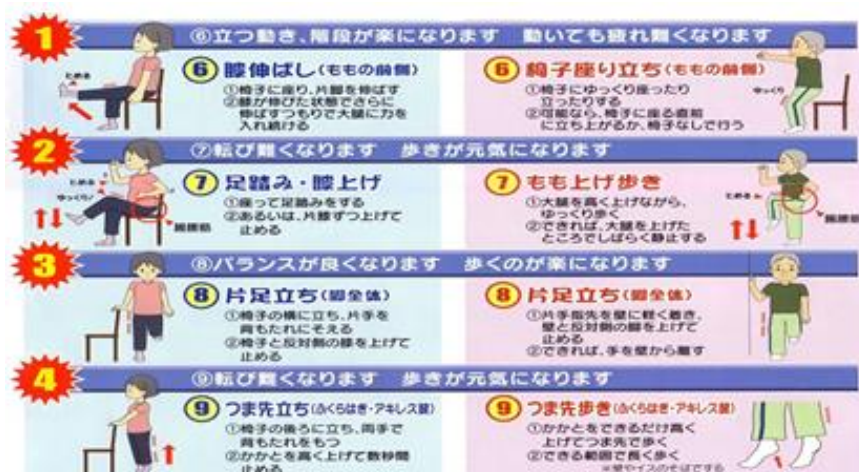 1
⑥立つ動き、階段が楽になります 動いても疲れ難くなります
とめる
⑥ 膝伸ばし(ももの前側)
①椅子に座り、片脚を伸ばす
②膝が伸びた状態でさらに
伸ばすつもりで大腿に力を
入れ続ける
⑥ 椅子座り立ち(ももの前側)
①椅子にゆっくり座ったり
立ったりする
②可能なら、椅子に座る直前
に立ち上がるか、椅子なしで行う
ゆっくり
2
⑦転び難くなります 歩きが元気になります
とめる
ゆっくり
腸腰筋
⑦ 足踏み・膝上げ
①座って足踏みをする
②あるいは、片膝ずつ上げて
止める
⑦ もも上げ歩き
①大腿を高く上げながら、
ゆっくり歩く
②できれば、大腿を上げた
ところでしばらく静止する
とめる
腸腰筋
3
⑧バランスが良くなります 歩くのが楽になります
⑧ 片足立ち(脚全体)
①椅子の横に立ち、片手を
背もたれにそえる
②椅子と反対側の膝を上げて
止める
⑧ 片足立ち(脚全体)
①片手指先を壁に軽く着き、
壁と反対側の脚を上げて
止める
②できれば、手を壁から離す
4
⑨転び難くなります 歩きが元気になります
⑨ つま先立ち(ふくらはぎ・アキレス腱)
①椅子の後ろに立ち、両手で
背もたれをもつ
②かかとを高く上げて数秒間
止める
⑨ つま先歩き(ふくらはぎ・アキレス腱)
①かかとをできるだけ高く
上げてつま先で歩く
②できる範囲で長く歩く
※壁やイスのそばでする